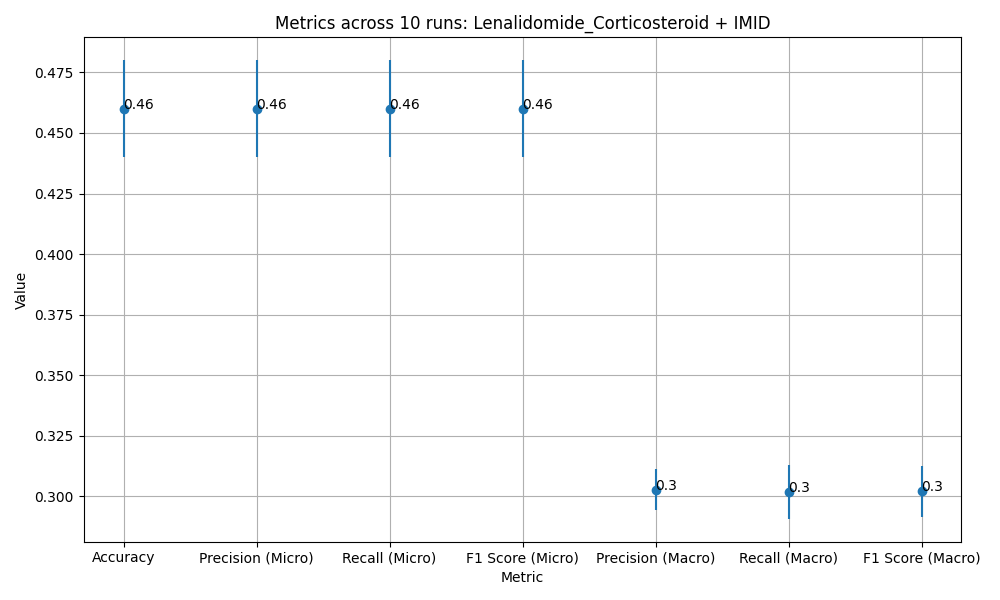 Metrics across 10 runs: Lenalidomide_Corticosteroid + IMID
Value
0.475
0.450
0.425
0.400
0.375
0.350
0.325
0.300
0.46
0.46
0.46
0.46
0.3
0.3
0.3
Accuracy
Precision (Micro)
Recall (Micro)
F1 Score (Micro)
Precision (Macro)
Recall (Macro)
F1 Score (Macro)
Metric